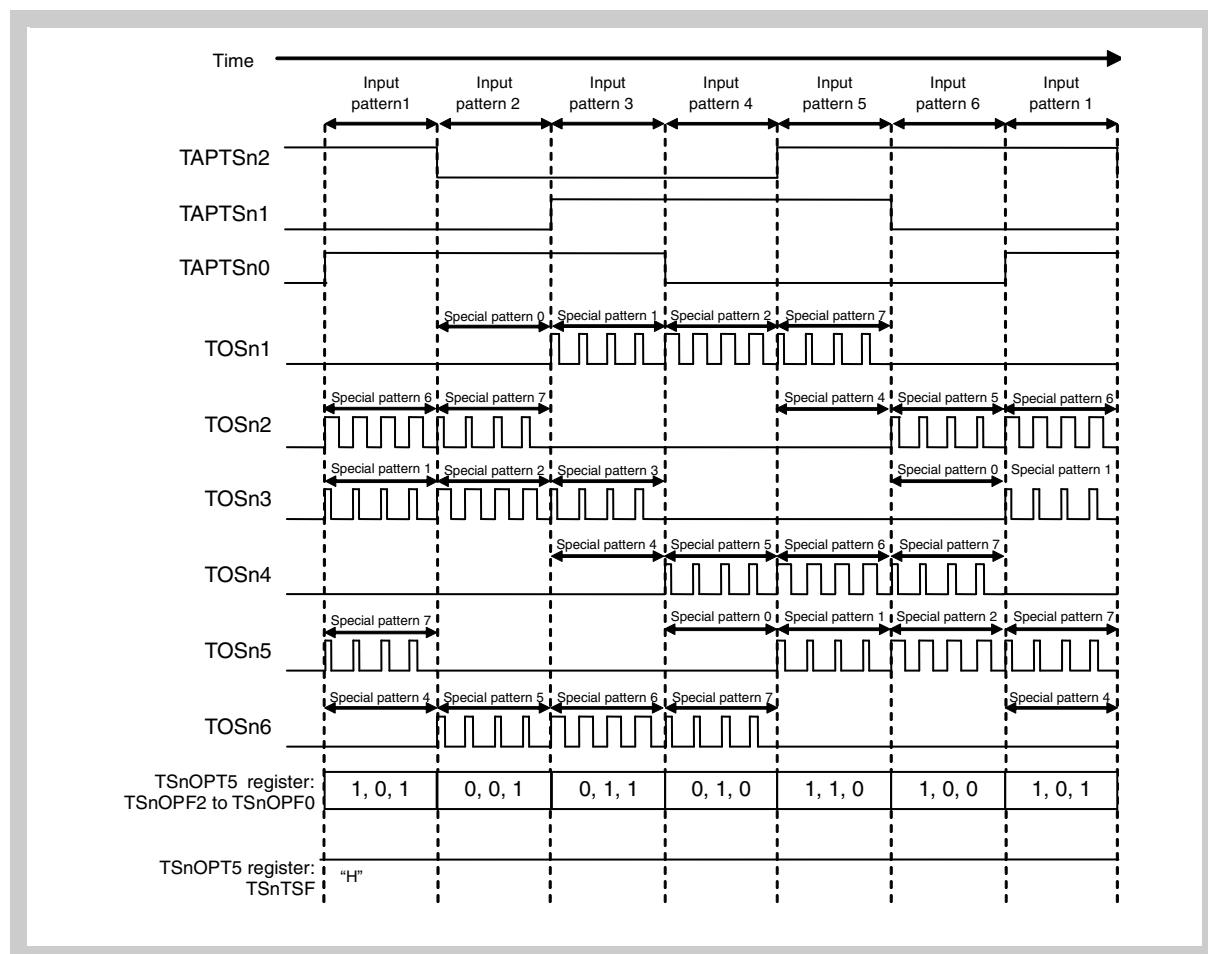 Time
Input pattern1
Input pattern 2
Input pattern 3
Input pattern 4
Input pattern 5
Input pattern 6
Input pattern 1
TAPTSn2
TAPTSn1
TAPTSn0
Special pattern 0 Special pattern 1 Special pattern 2 Special pattern 7
TOSn1
Special pattern 6 Special pattern 7 Special pattern 4 Special pattern 5 Special pattern 6
TOSn2
Special pattern 1 Special pattern 2 Special pattern 3 Special pattern 0 Special pattern 1
TOSn3
Special pattern 4 Special pattern 5 Special pattern 6 Special pattern 7
TOSn4
Special pattern 7 Special pattern 0 Special pattern 1 Special pattern 2 Special pattern 7
TOSn5
Special pattern 4 Special pattern 5 Special pattern 6 Special pattern 7 Special pattern 4
TOSn6
TSnOPT5 register:
TSnOPF2 to TSnOPF0
1, 0, 1 0, 0, 1 0, 1, 1 0, 1, 0 1, 1, 0 1, 0, 0 1, 0, 1
TSnOPT5 register:
TSnTSF
“H”